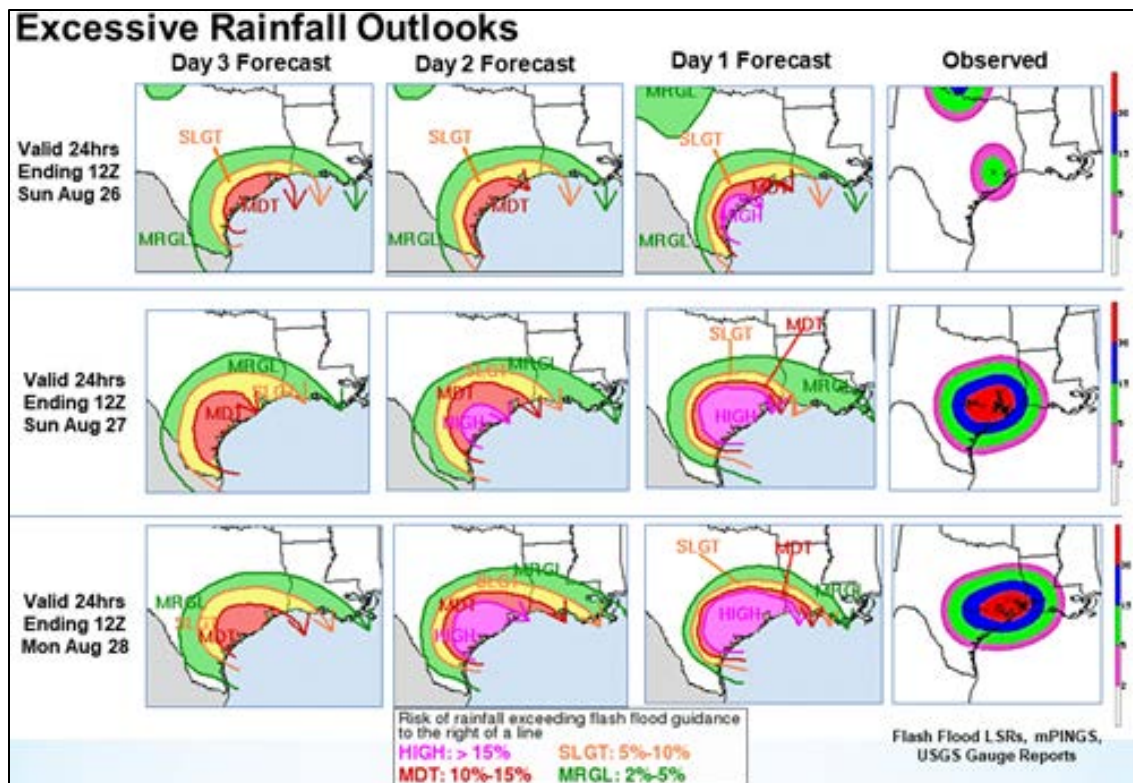 Excessive Rainfall Outlooks
Day 3 Forecast Day 2 Forecast Day 1 Forecast Observed
Valid 24hrs
Ending 12Z
Sun Aug 26
SLGT
MDT
MRGL
SLGT
MDT
MRGL
MRGL
SLGT
MDT
MRGL
Valid 24hrs
Ending 12Z
Sun Aug 27
MRGL
SLGT
MDT
MRGL
SLGT
MDT
HIGH
MDT
SLGT
MRGL
HIGH
Valid 24hrs
Ending 12Z
Mon Aug 28
MRGL
SLGT
MDT
MRGL
SLGT
MDT
HIGH
SLGT
MDT
MRGL
HIGH
Risk of rainfall exceeding flash flood guidance
to the right of a line
HIGH: > 15% SLGT: 5%-10%
MDT: 10%-15% MRGL: 2%-5%
Flash Flood LSRs, mPINGS,
USGS Gauge Reports